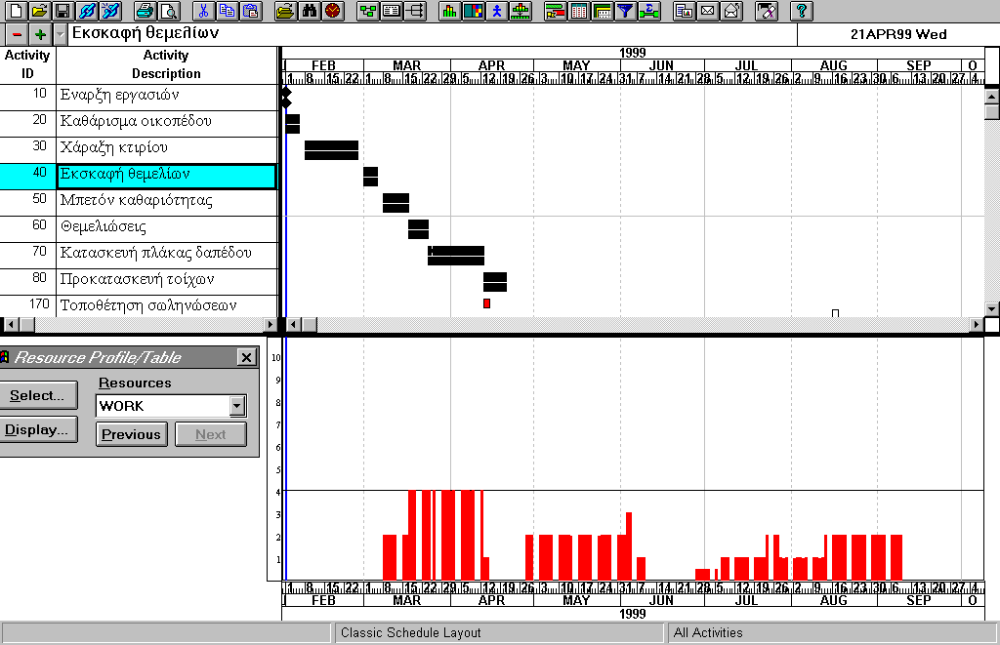 Εκσκαφή θεμελίων 21APR99 Wed
Activity ID Activity Description
1999
FEB MAR APR MAY JUN JUL AUG SEP O
1 8 15 22 1 8 15 22 29 5 12 19 26 3 10 17 24 31 7 14 21 28 5 12 19 26 2 9 16 23 30 6 13 20 27 4
10 Εναρξη εργασιών
20 Καθάρισμα οικοπέδου
30 Χάραξη κτιρίου
40 Εκσκαφή θεμελίων
50 Μπετόν καθαριότητας
60 Θεμελιώσεις
70 Κατασκευή πλάκας δαπέδου
80 Προκατασκευή τοίχων
170 Τοποθέτηση σωληνώσεων
Resource Profile/Table
Resources
Select...
WORK
Display...
Previous Next
10
9
8
7
6
5
4
3
2
1
1 8 15 22 1 8 15 22 29 5 12 19 26 3 10 17 24 31 7 14 21 28 5 12 19 26 2 9 16 23 30 6 13 20 27 4
FEB MAR APR MAY JUN JUL AUG SEP O
1999
Classic Schedule Layout All Activities